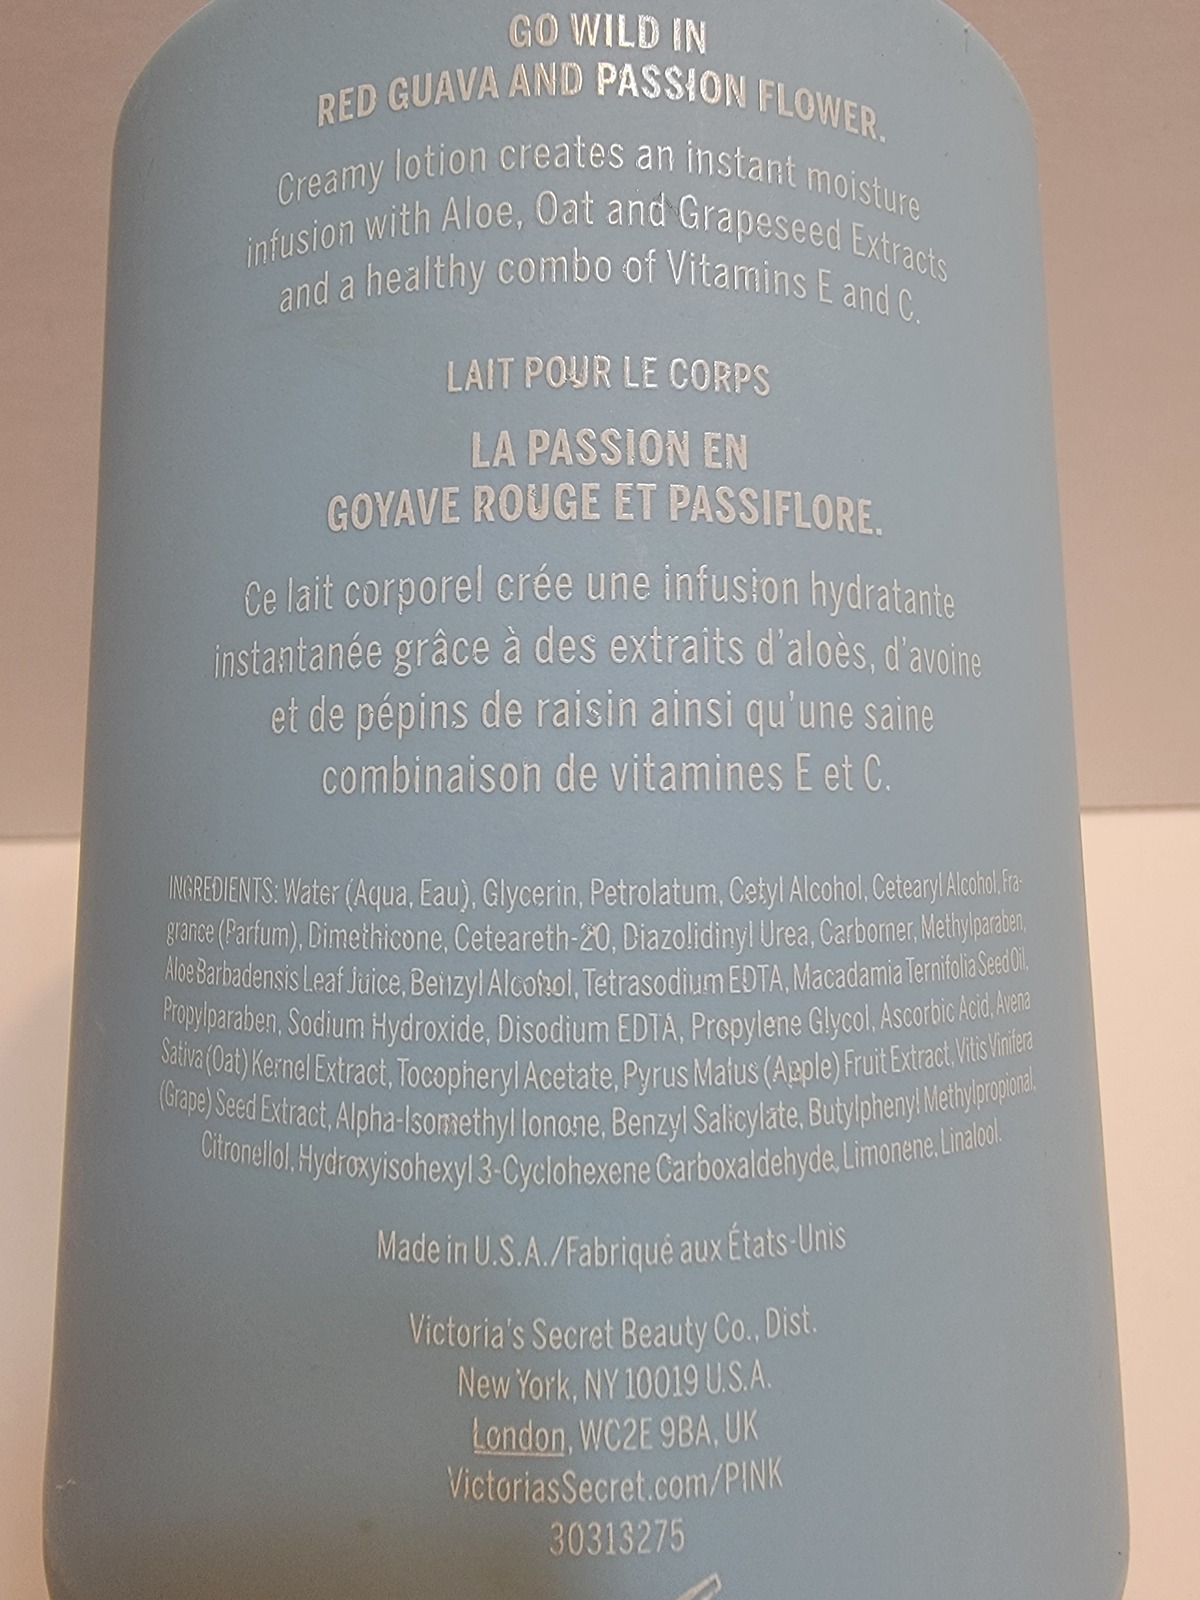 GO WILD IN
RED GUAVA AND PASSION FLOWER.
Creamy lotion creates an instant moisture
infusion with Aloe, Oat and Grapeseed Extracts
and a healthy combo of Vitamins E and C.
LAIT POUR LE CORPS
LA PASSION EN
GOYAVE ROUGE ET PASSIFLORE.
Ce lait corporel crée une infusion hydratante
instantanée grâce à des extraits d'aloès, d'avoine
et de pépins de raisin ainsi qu'une saine
combinaison de vitamines E et C.
INGREDIENTS: Water (Aqua, Eau), Glycerin, Petrolatum, Cetyl Alcohol, Cetearyl Alcohol, Fra-
grance (Parfum), Dimethicone, Ceteareth-20, Diazolidinyl Urea, Carbomer, Methylparaben,
Aloe Barbadensis Leaf Juice, Benzyl Alcohol, Tetrasodium EDTA, Macadamia Ternifolia Seed Oil,
Propylparaben, Sodium Hydroxide, Disodium EDTA, Propylene Glycol, Ascorbic Acid, Avena
Sativa (Oat) Kernel Extract, Tocopheryl Acetate, Pyrus Malus (Apple) Fruit Extract, Vitis Vinifera
(Grape) Seed Extract, Alpha-Isomethyl Ionone, Benzyl Salicylate, Butylphenyl Methylpropional,
Citronellol, Hydroxyisohexyl 3-Cyclohexene Carboxaldehyde, Limonene, Linalool.
Made in U.S.A./Fabriqué aux États-Unis
Victoria's Secret Beauty Co., Dist.
New York, NY 10019 U.S.A.
London, WC2E 9BA, UK
VictoriasSecret.com/PINK
30313275